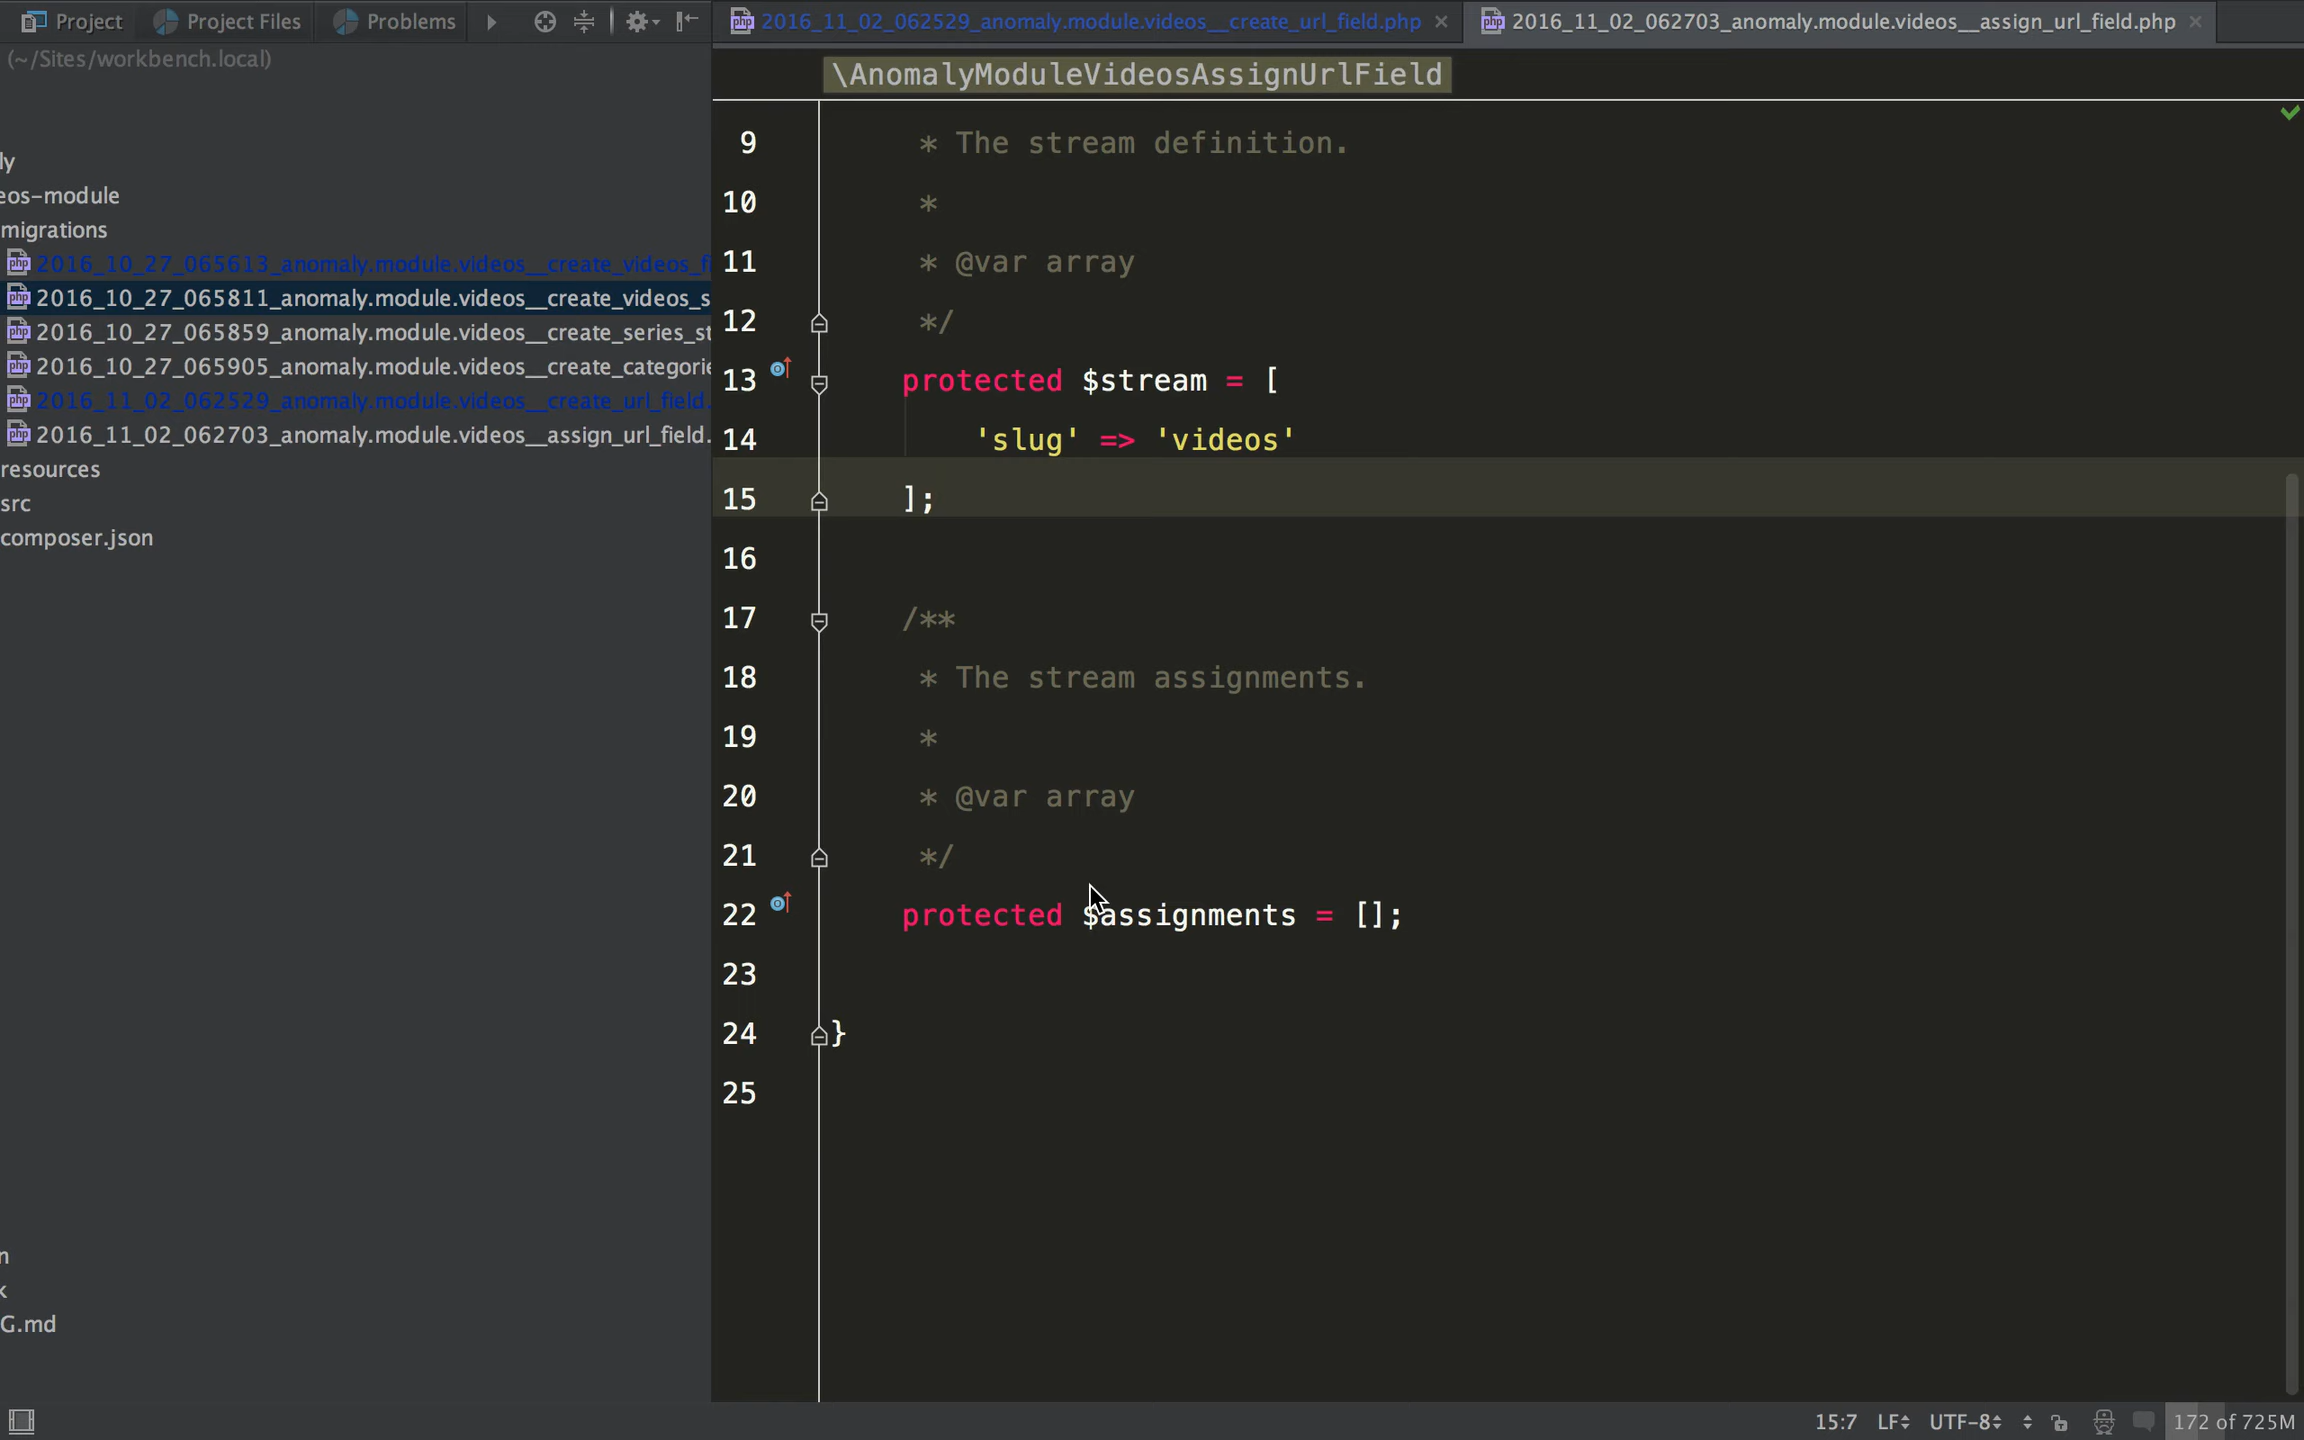 Project Project Files Problems
(~/Sites/workbench.local)
ly
eos-module
migrations
2016_10_27_065613_anomaly.module.videos__create_videos_fi
2016_10_27_065811_anomaly.module.videos__create_videos_s
2016_10_27_065859_anomaly.module.videos__create_series_st
2016_10_27_065905_anomaly.module.videos__create_categorie
2016_11_02_062529_anomaly.module.videos__create_url_field.
2016_11_02_062703_anomaly.module.videos__assign_url_field.
resources
src
composer.json
n
k
G.md
2016_11_02_062529_anomaly.module.videos__create_url_field.php
2016_11_02_062703_anomaly.module.videos__assign_url_field.php
\AnomalyModuleVideosAssignUrlField
9 * The stream definition.
10 *
11 * @var array
12 */
13 protected $stream = [
14 'slug' => 'videos'
15 ];
16
17 /**
18 * The stream assignments.
19 *
20 * @var array
21 */
22 protected $assignments = [];
23
24 }
25
15:7 LF UTF-8 172 of 725M